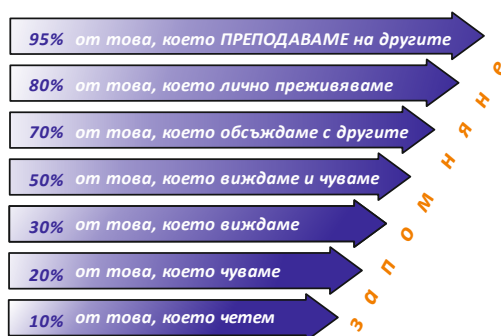 95% от това, което ПРЕПОДАВАМЕ на другите
80% от това, което лично преживяваме
70% от това, което обсъждаме с другите
50% от това, което виждаме и чуваме
30% от това, което виждаме
20% от това, което чуваме
10% от това, което четем
запомняне